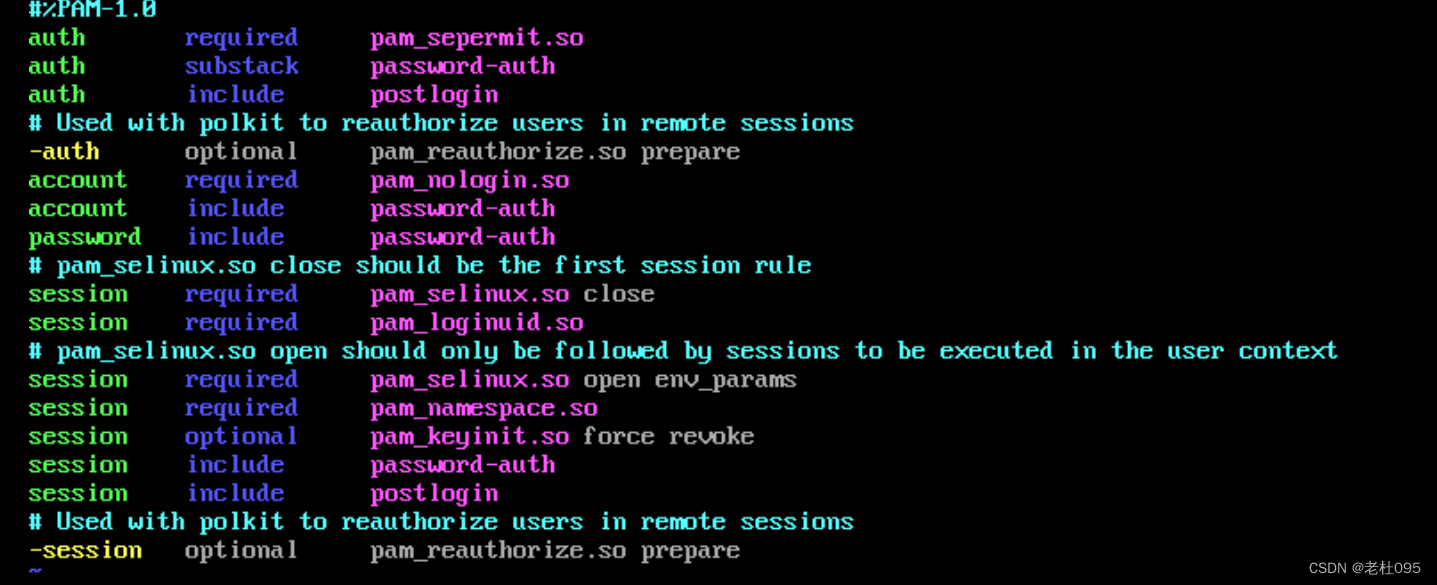 #%PAM-1.0
auth required pam_sepermit.so
auth substack password-auth
auth include postlogin
# Used with polkit to reauthorize users in remote sessions
-auth optional pam_reauthorize.so prepare
account required pam_nologin.so
account include password-auth
password include password-auth
# pam_selinux.so close should be the first session rule
session required pam_selinux.so close
session required pam_loginuid.so
# pam_selinux.so open should only be followed by sessions to be executed in the user context
session required pam_selinux.so open env_params
session required pam_namespace.so
session optional pam_keyinit.so force revoke
session include password-auth
session include postlogin
# Used with polkit to reauthorize users in remote sessions
-session optional pam_reauthorize.so prepare
~
CSDN @老杜095